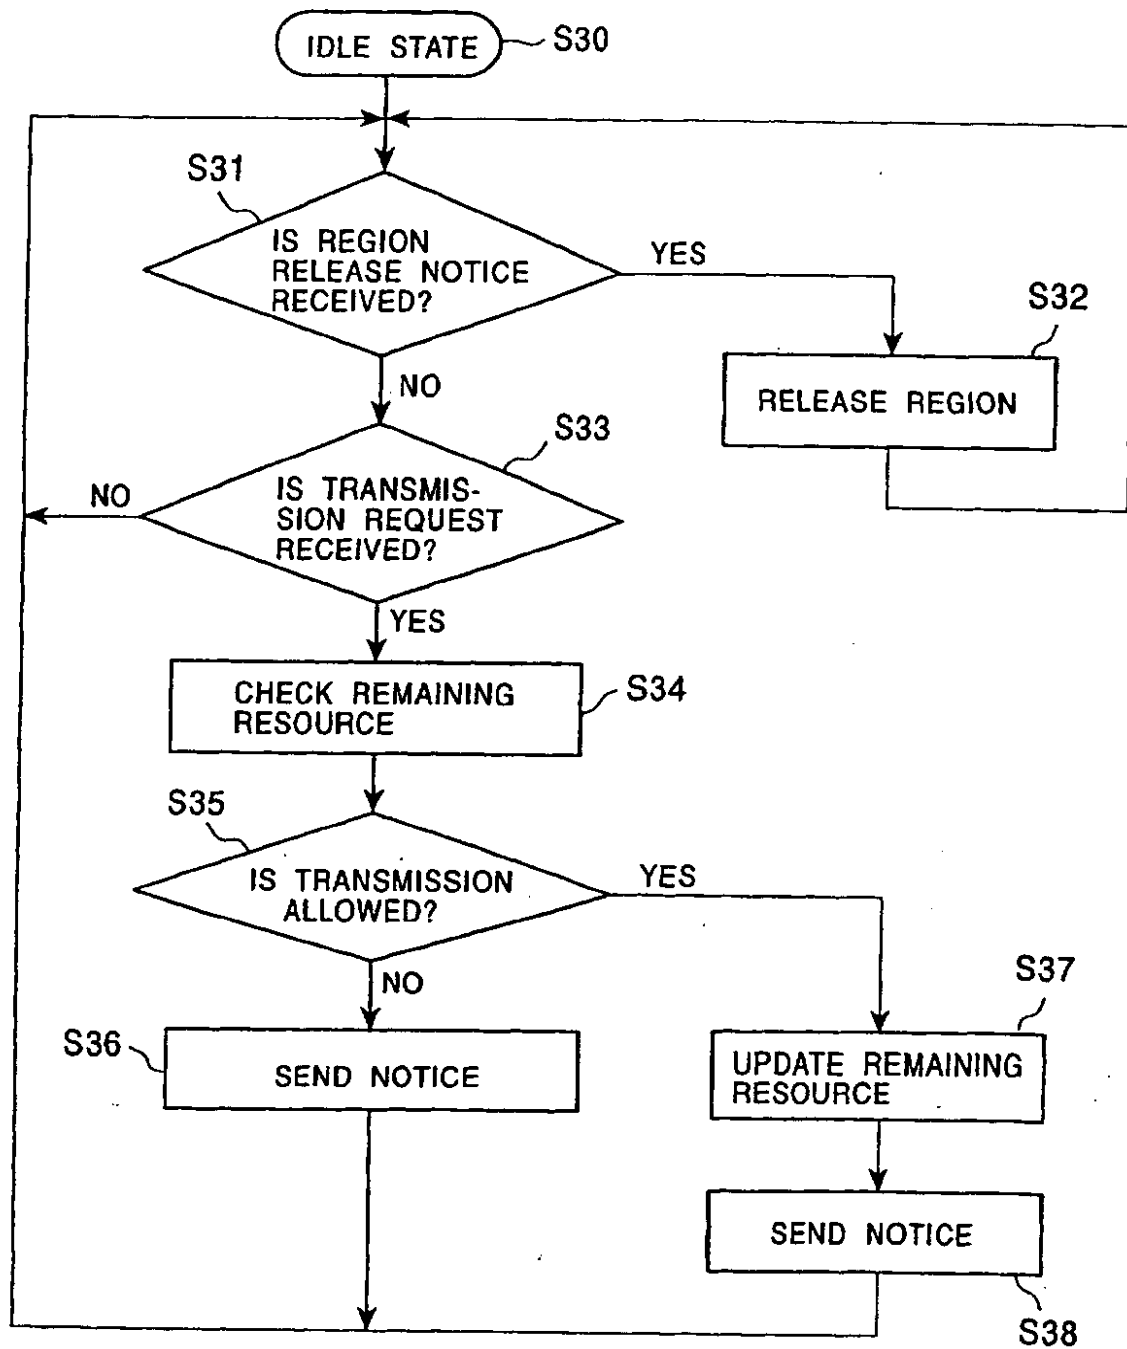 IDLE STATE
S30
S31
IS REGION
RELEASE NOTICE
RECEIVED?
YES
S32
RELEASE REGION
NO
S33
IS TRANSMIS-
SION REQUEST
RECEIVED?
NO
YES
CHECK REMAINING
RESOURCE
S34
S35
IS TRANSMISSION
ALLOWED?
YES
NO
S36
SEND NOTICE
S37
UPDATE REMAINING
RESOURCE
SEND NOTICE
S38